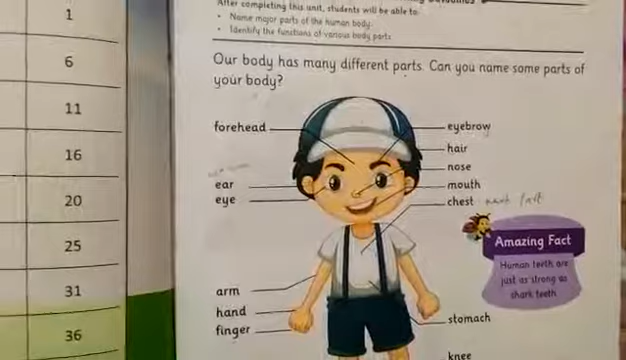 1
6
11
16
20
25
31
36
After completing this unit, students will be able to:
• Name major parts of the human body.
• Identify the functions of various body parts.
Our body has many different parts. Can you name some parts of
your body?
forehead
ear
eye
arm
hand
finger
eyebrow
hair
nose
mouth
chest
stomach
knee
Amazing Fact
Human teeth are
just as strong as
shark teeth.